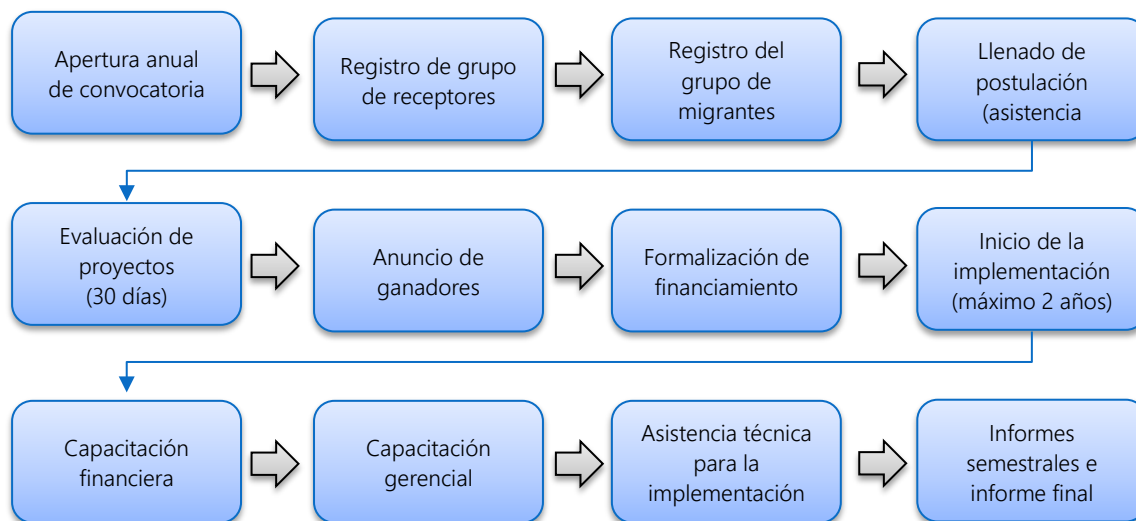 Apertura anual
de convocatoria
Registro de grupo
de receptores
Registro del
grupo de
migrantes
Llenado de
postulación
(asistencia
Evaluación de
proyectos
(30 días)
Anuncio de
ganadores
Formalización de
financiamiento
Inicio de la
implementación
(máximo 2 años)
Capacitación
financiera
Capacitación
gerencial
Asistencia técnica
para la
implementación
Informes
semestrales e
informe final